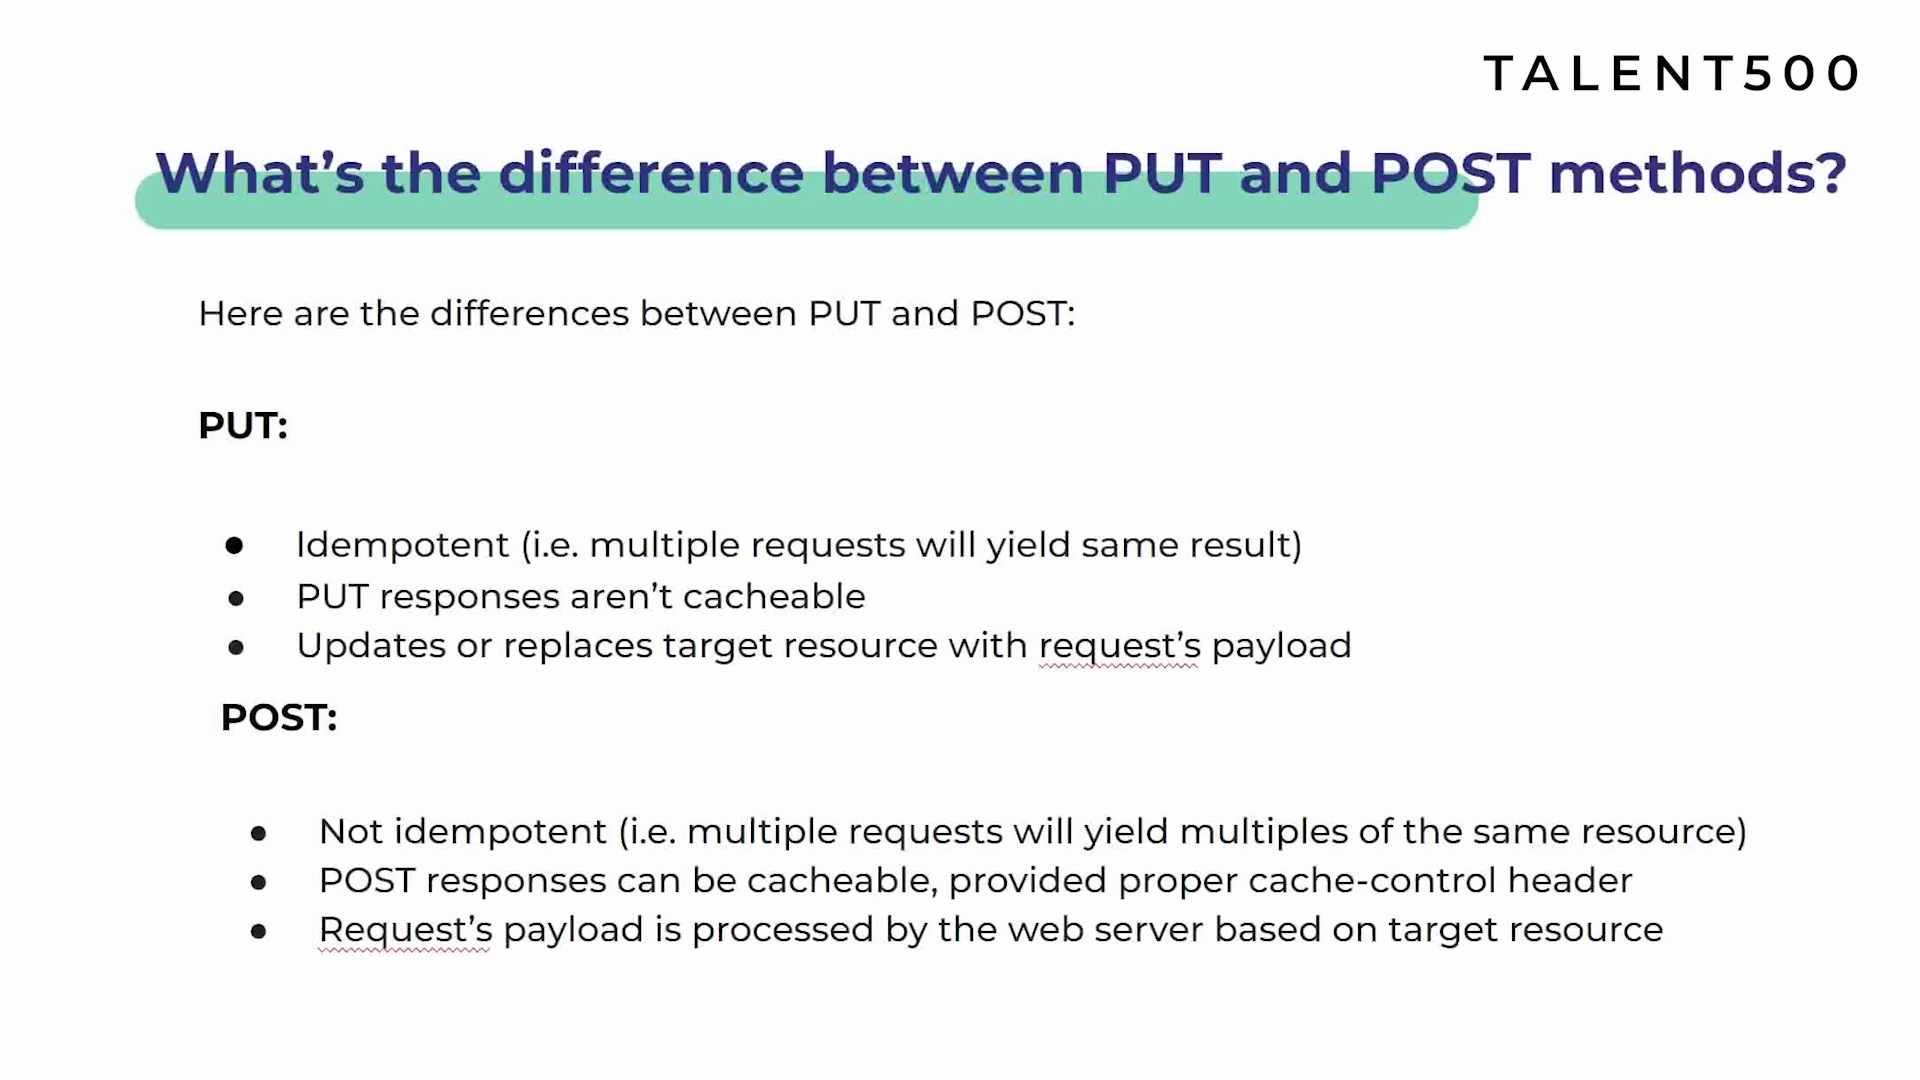 TALENT500
What’s the difference between PUT and POST methods?
Here are the differences between PUT and POST:
PUT:
● Idempotent (i.e. multiple requests will yield same result)
● PUT responses aren’t cacheable
● Updates or replaces target resource with request’s payload
POST:
● Not idempotent (i.e. multiple requests will yield multiples of the same resource)
● POST responses can be cacheable, provided proper cache-control header
● Request’s payload is processed by the web server based on target resource